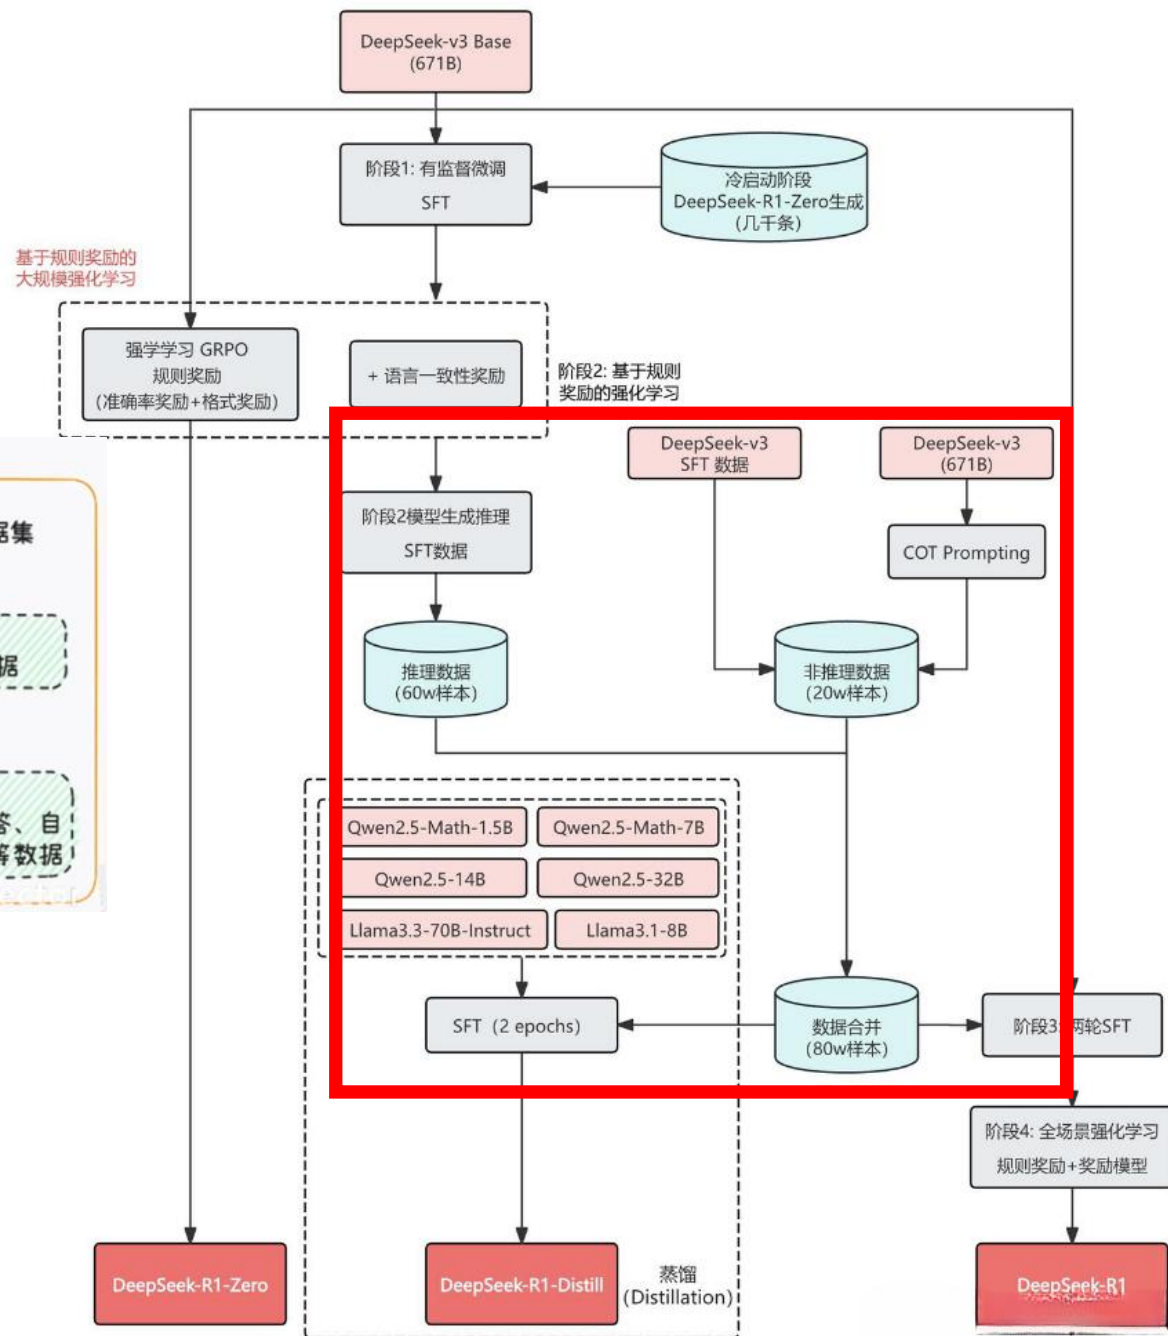 DeepSeek-v3 Base
(671B)
阶段1: 有监督微调
SFT
冷启动阶段
DeepSeek-R1-Zero生成
(几千条)
基于规则奖励的
大规模强化学习
强学学习 GRPO
规则奖励
(准确率奖励+格式奖励)
+ 语言一致性奖励
阶段2: 基于规则
奖励的强化学习
DeepSeek-v3
SFT 数据
DeepSeek-v3
(671B)
阶段2模型生成推理
SFT数据
COT Prompting
据集
据
推理数据
(60w样本)
非推理数据
(20w样本)
答、自
等数据
Qwen2.5-Math-1.5B
Qwen2.5-Math-7B
Qwen2.5-14B
Qwen2.5-32B
Llama3.3-70B-Instruct
Llama3.1-8B
SFT（2 epochs）
数据合并
(80w样本)
阶段3: 两轮SFT
阶段4: 全场景强化学习
规则奖励+奖励模型
DeepSeek-R1-Zero
DeepSeek-R1-Distill
蒸馏
(Distillation)
DeepSeek-R1